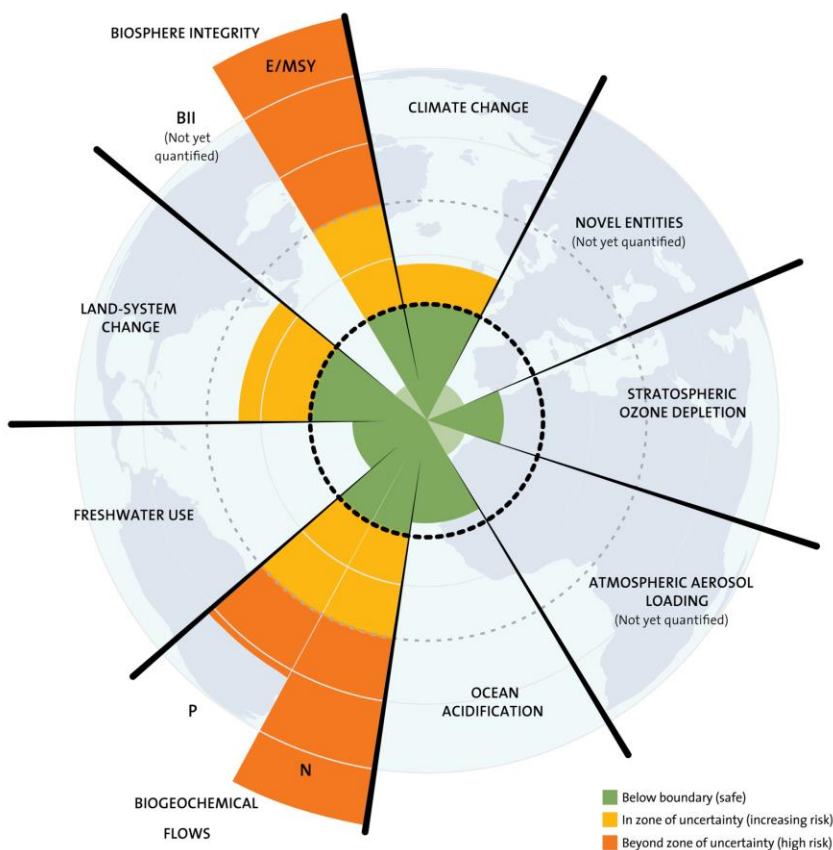 BIOSPHERE INTEGRITY
E/MSY
BII
(Not yet
quantified)
CLIMATE CHANGE
NOVEL ENTITIES
(Not yet quantified)
LAND-SYSTEM
CHANGE
STRATOSPHERIC
OZONE DEPLETION
FRESHWATER USE
ATMOSPHERIC AEROSOL
LOADING
(Not yet quantified)
OCEAN
ACIDIFICATION
P
N
BIOGEOCHEMICAL
FLOWS
Below boundary (safe)
In zone of uncertainty (increasing risk)
Beyond zone of uncertainty (high risk)